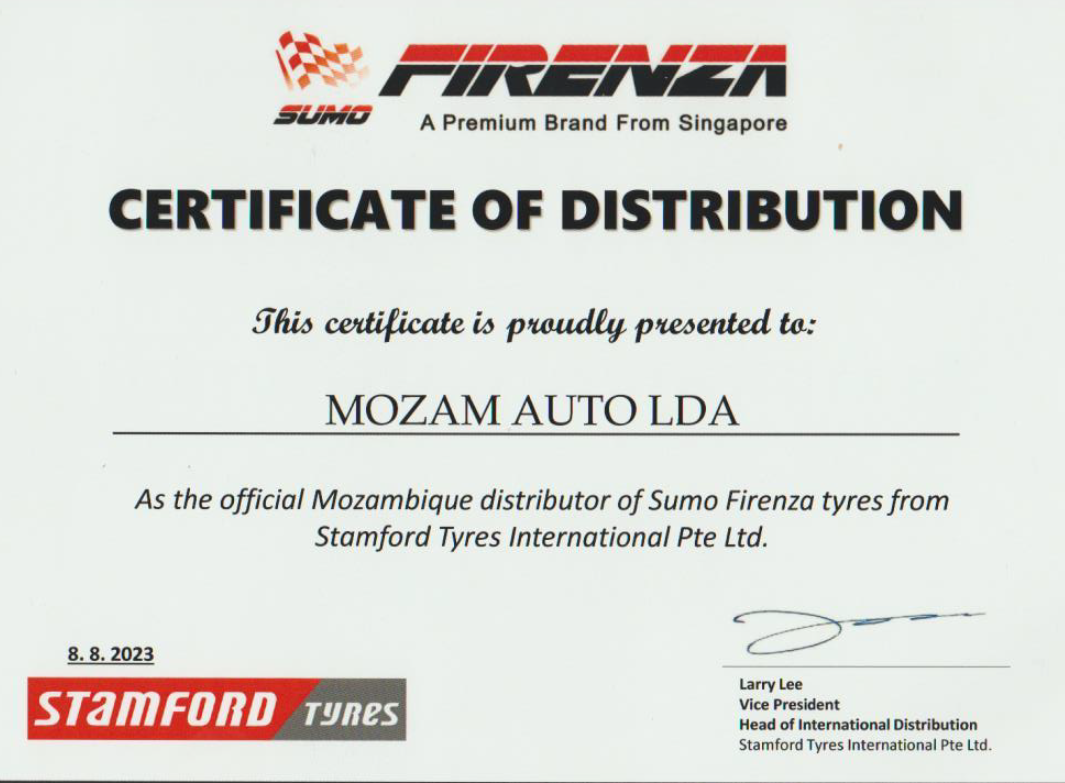 FIRENZA
SUMO
A Premium Brand From Singapore
CERTIFICATE OF DISTRIBUTION
This certificate is proudly presented to:
MOZAM AUTO LDA
As the official Mozambique distributor of Sumo Firenza tyres from
Stamford Tyres International Pte Ltd.
8. 8. 2023
STAMFORD TYRES
Larry Lee
Vice President
Head of International Distribution
Stamford Tyres International Pte Ltd.